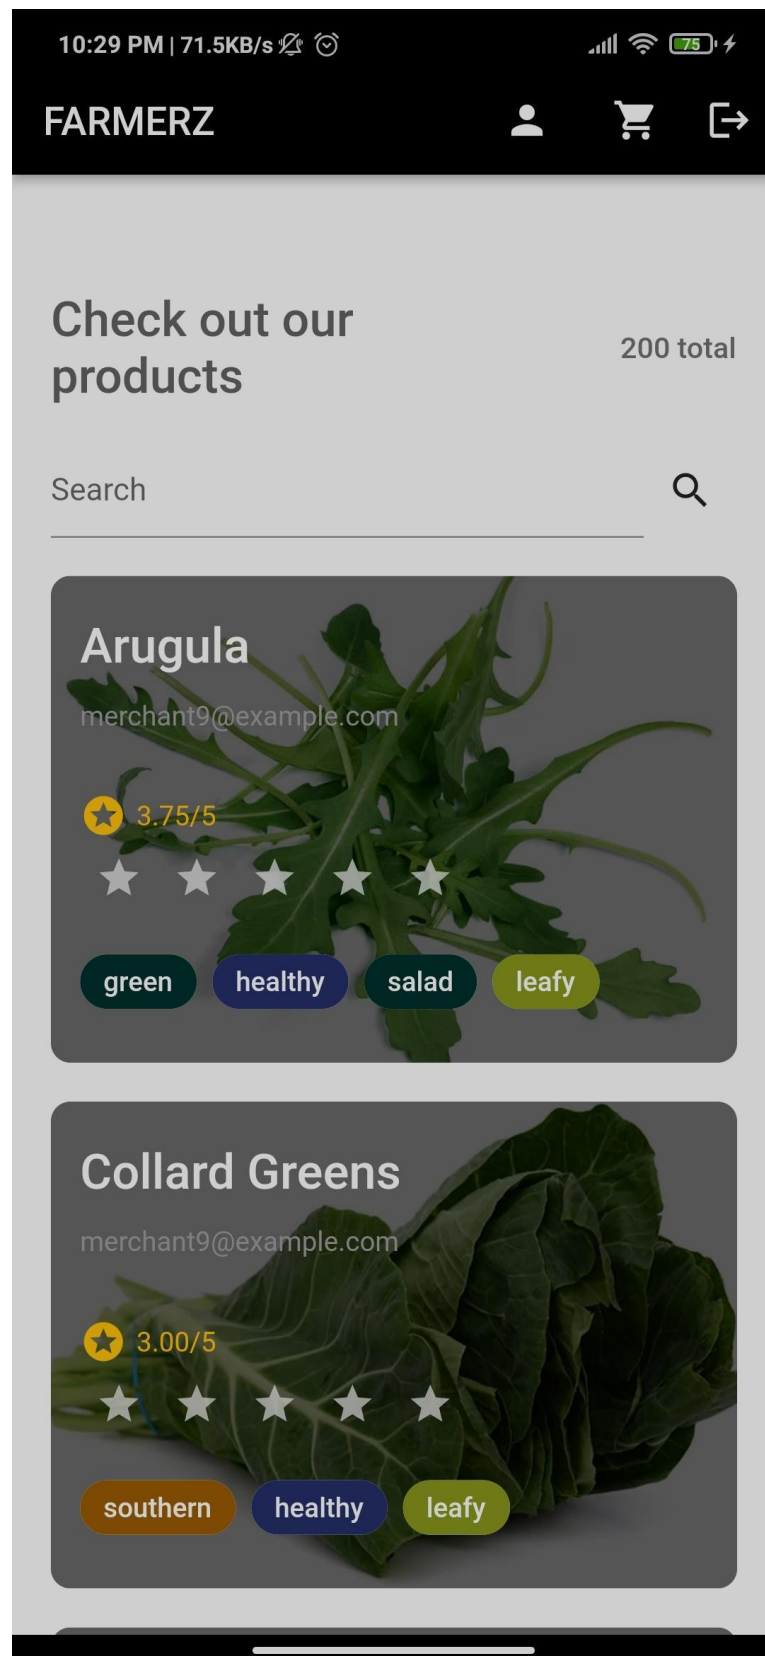 10:29 PM | 71.5KB/s 75
FARMERZ
Check out our
products
200 total
Search
Arugula
merchant9@example.com
3.75/5
green healthy salad leafy
Collard Greens
merchant9@example.com
3.00/5
southern healthy leafy